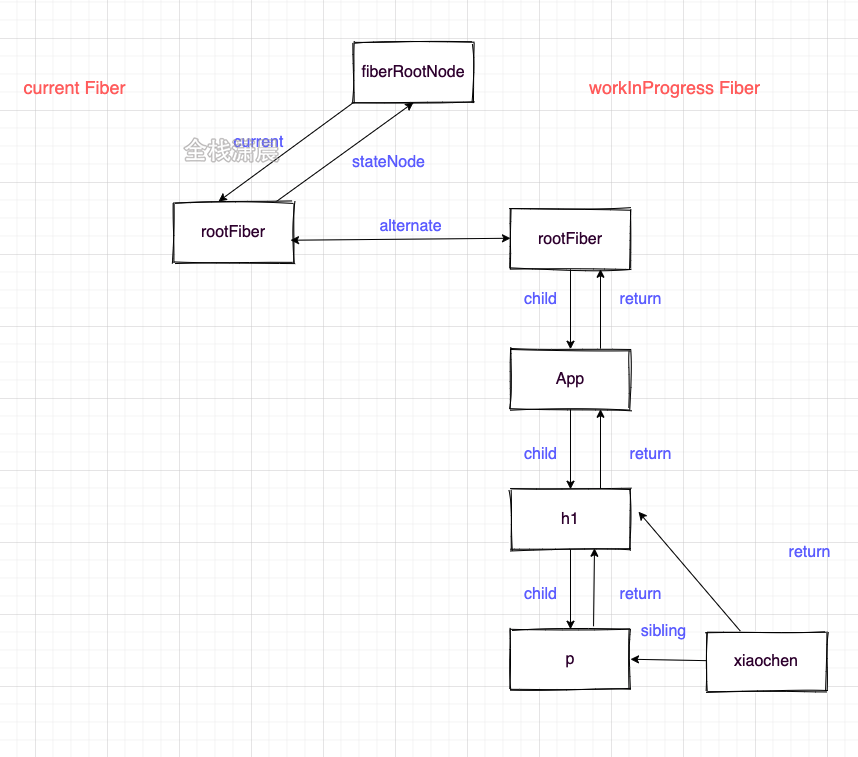 fiberRootNode
current Fiber
workInProgress Fiber
current
全栈潇晨
stateNode
alternate
rootFiber
rootFiber
child
return
App
child
return
h1
return
child
return
sibling
p
xiaochen